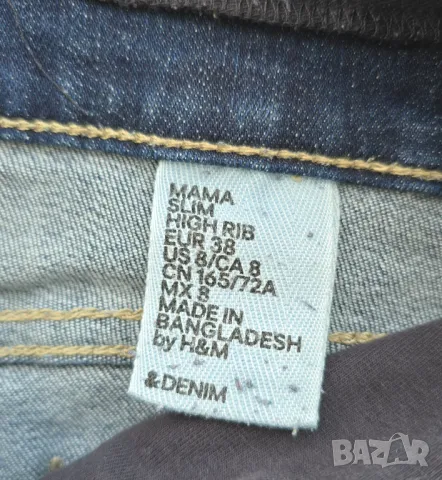 MAMA
SLIM
HIGH RIB
EUR 38
US 8/CA 8
CN 165/72A
MX 8
MADE IN
BANGLADESH
by H&M
&DENIM
BAZAR